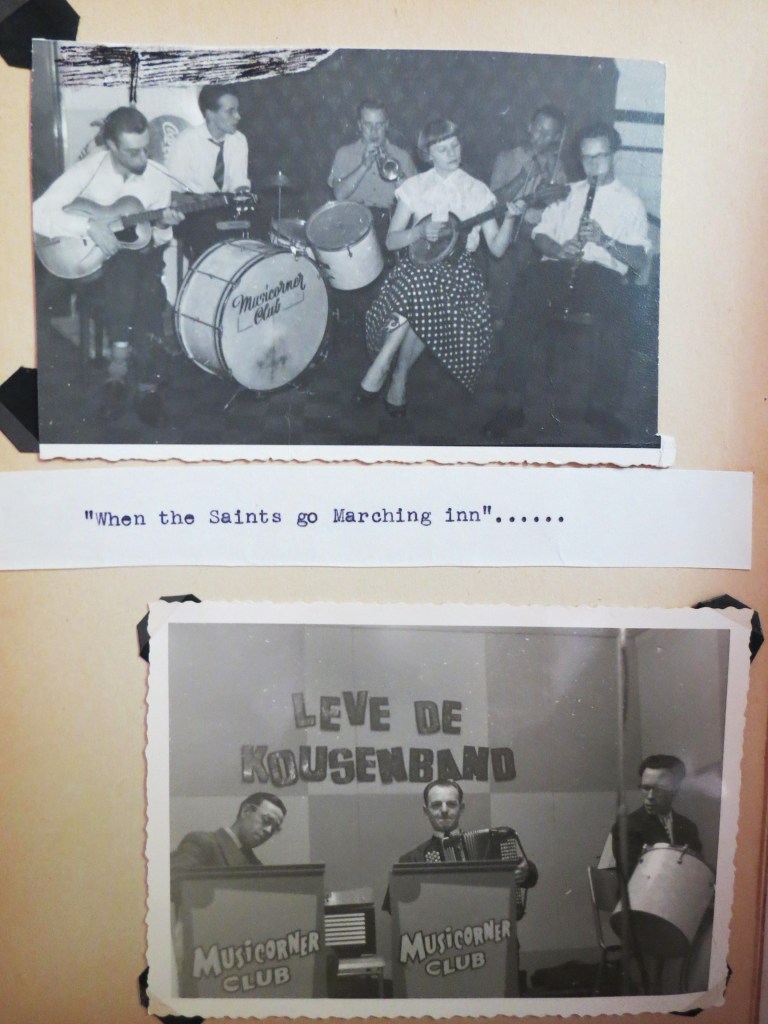 Musicorner
Club
"When the Saints go Marching inn"......
LEVE DE
KOUSENBAND
MUSICORNER
CLUB
MUSICORNER
CLUB